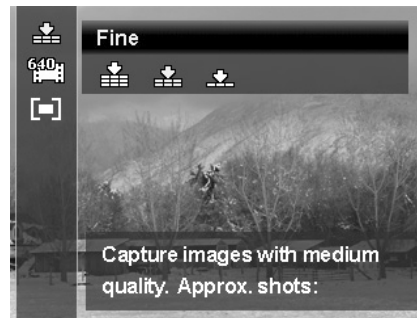 Fine
640
Capture images with medium
quality. Approx. shots: